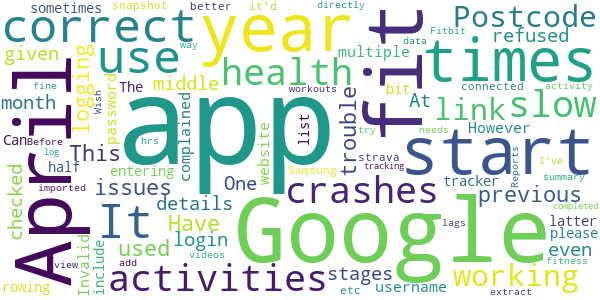 sometimes snapshot it'd better directly
correct year fit Postcode
given use health multiple data Fitbit refused
April logging month password middle times
The way connected activity
fine Can Before Wish complained app hrs list workouts trouble At bit link slow
This website try needs
log half However I've
checked issues entering One Samsung strava tracking start
imported details crashes tracker Reports summary previous
Invalid include It used Have Google latter please completed
login even fitness
view add videos activities stages username lags working
rowing etc extract